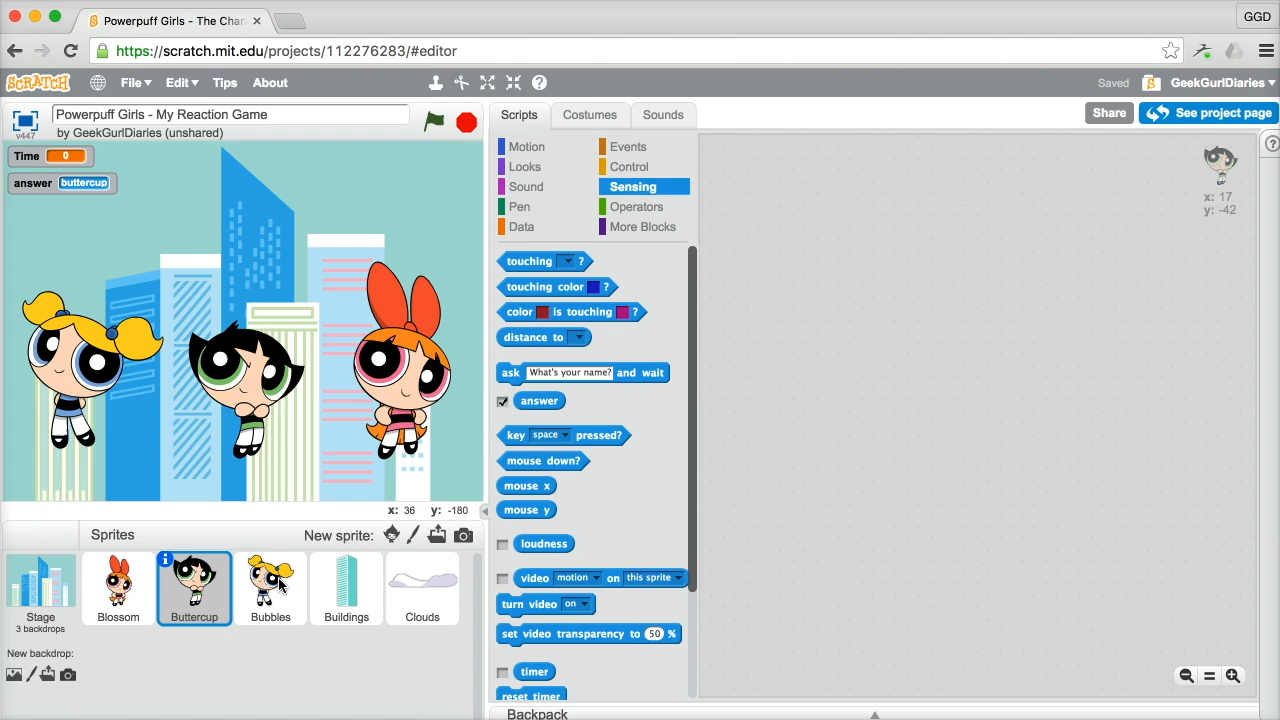 Powerpuff Girls - The Char
GGD
https://scratch.mit.edu/projects/112276283/#editor
SCRATCH File Edit Tips About Saved GeekGurlDiaries
v447
Powerpuff Girls - My Reaction Game
by GeekGurlDiaries (unshared)
Scripts Costumes Sounds
Share See project page
Time 0
answer buttercup
Motion Events
Looks Control
Sound Sensing
Pen Operators
Data More Blocks
x: 17
y: -42
touching ?
touching color ?
color is touching ?
distance to
ask What's your name? and wait
answer
key space pressed?
mouse down?
mouse x
mouse y
loudness
video motion on this sprite
turn video on
set video transparency to 50 %
timer
reset timer
x: 36 y: -180
Sprites New sprite:
Stage
3 backdrops
Blossom Buttercup Bubbles Buildings Clouds
New backdrop:
Backpack